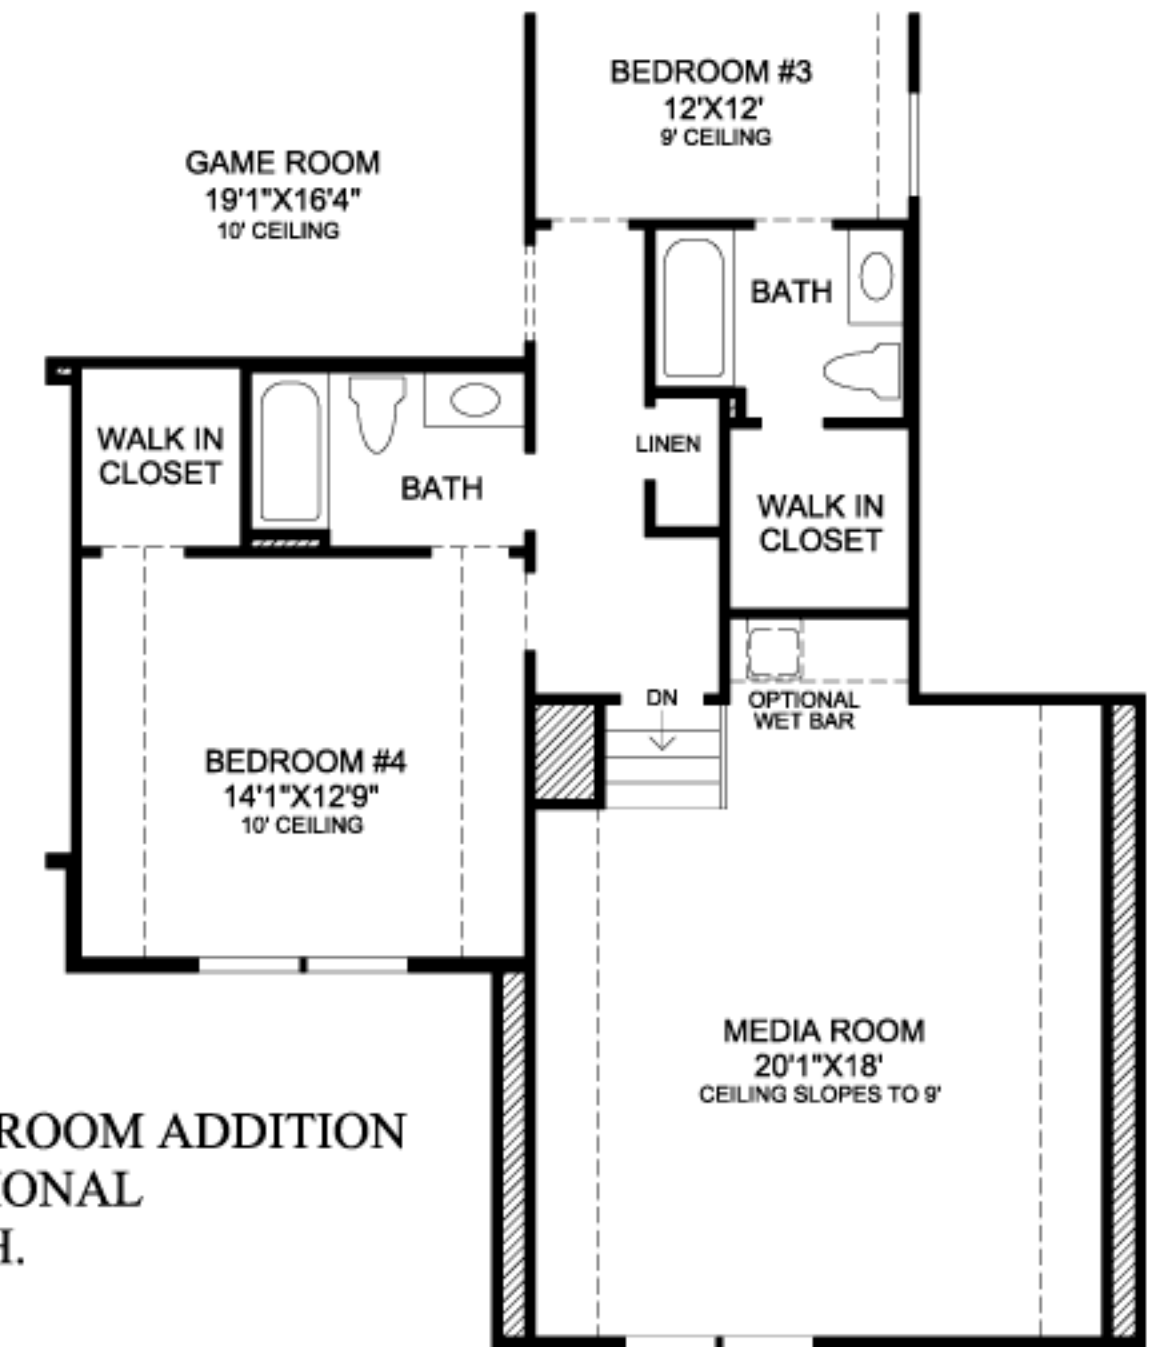 BEDROOM #3
12'X12'
9' CEILING
GAME ROOM
19'1"X16'4"
10' CEILING
BATH
WALK IN
CLOSET
BATH
LINEN
WALK IN
CLOSET
DN
OPTIONAL
WET BAR
BEDROOM #4
14'1"X12'9"
10' CEILING
MEDIA ROOM
20'1"X18'
CEILING SLOPES TO 9'
ROOM ADDITION
IONAL
H.